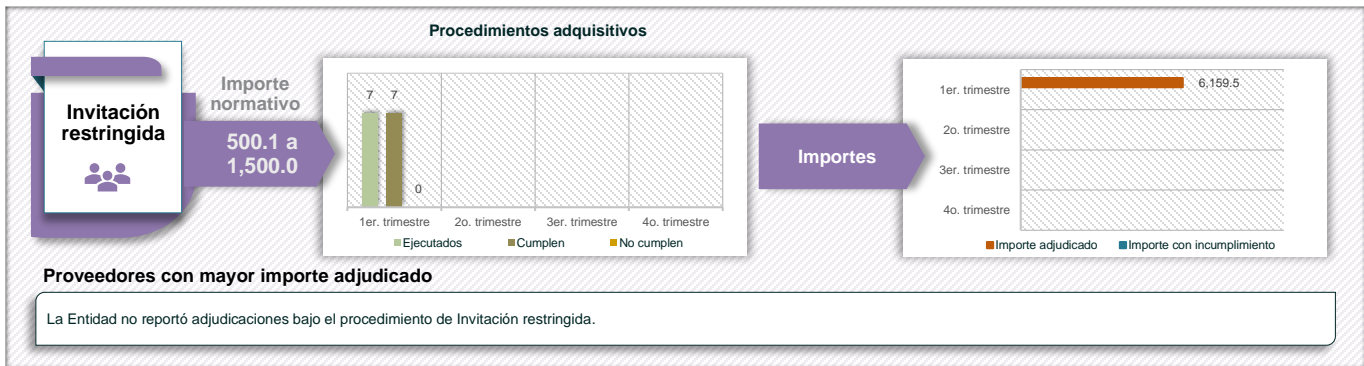 Procedimientos adquisitivos
Invitación
restringida
Importe
normativo
500.1 a
1,500.0
7 7
0
1er. trimestre 2o. trimestre 3er. trimestre 4o. trimestre
Ejecutados Cumplen No cumplen
Importes
1er. trimestre 6,159.5
2o. trimestre
3er. trimestre
4o. trimestre
Importe adjudicado Importe con incumplimiento
Proveedores con mayor importe adjudicado
La Entidad no reportó adjudicaciones bajo el procedimiento de Invitación restringida.